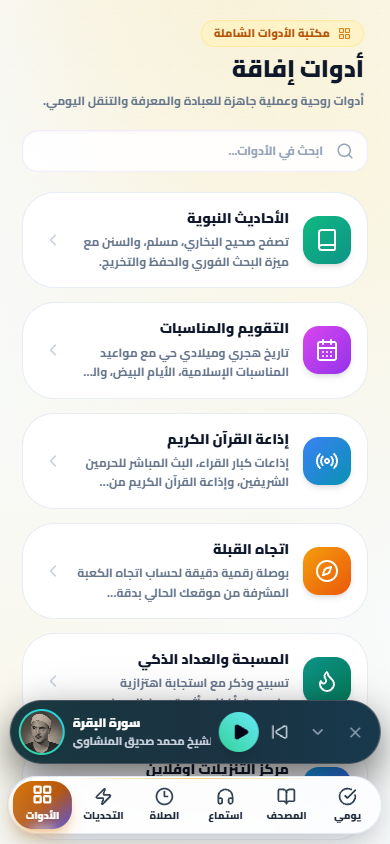 مكتبة الأدوات الشاملة
أدوات إفاقة
أدوات روحية وعملية جاهزة للعبادة والمعرفة والتنقل اليومي.
ابحث في الأدوات...
الأحاديث النبوية
تصفح صحيح البخاري، مسلم، والسنن مع
ميزة البحث الفوري والحفظ والتخريج.
التقويم والمناسبات
تاريخ هجري وميلادي حي مع مواعيد
المناسبات الإسلامية، الأيام البيض، والـ...
إذاعة القرآن الكريم
إذاعات كبار القراء، البث المباشر للحرمين
الشريفين، وإذاعة القرآن الكريم من...
اتجاه القبلة
بوصلة رقمية دقيقة لحساب اتجاه الكعبة
المشرفة من موقعك الحالي بدقة...
المسبحة والعداد الذكي
تسبيح وذكر مع استجابة اهتزازية
سورة البقرة
الشيخ محمد صديق المنشاوي
مركز التنزيلات أوفلاين
يومي
المصحف
استماع
الصلاة
التحديات
الأدوات